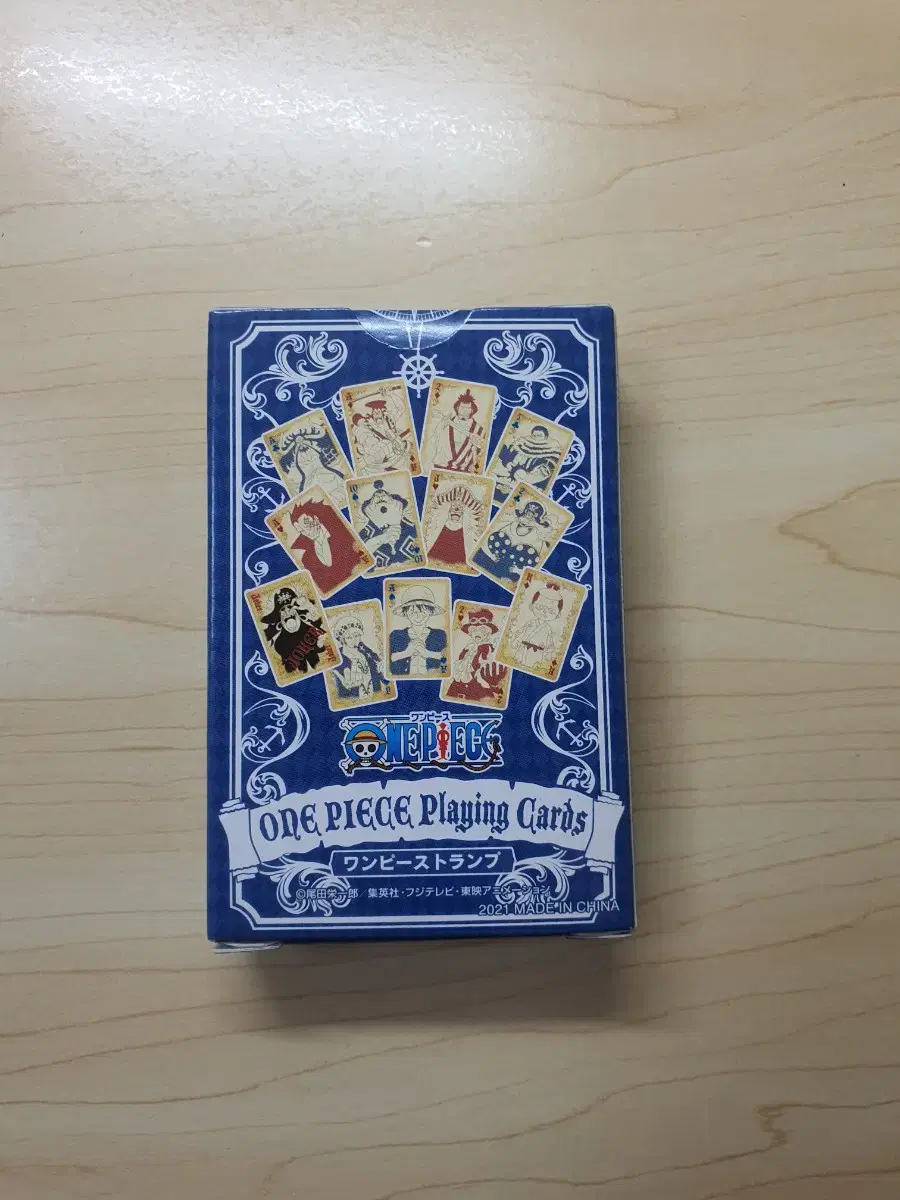 ワンピース
ONE PIECE
ONE PIECE Playing Cards
ワンピーストランプ
©尾田栄一郎／集英社・フジテレビ・東映アニメーション
2021 MADE IN CHINA
JOKER